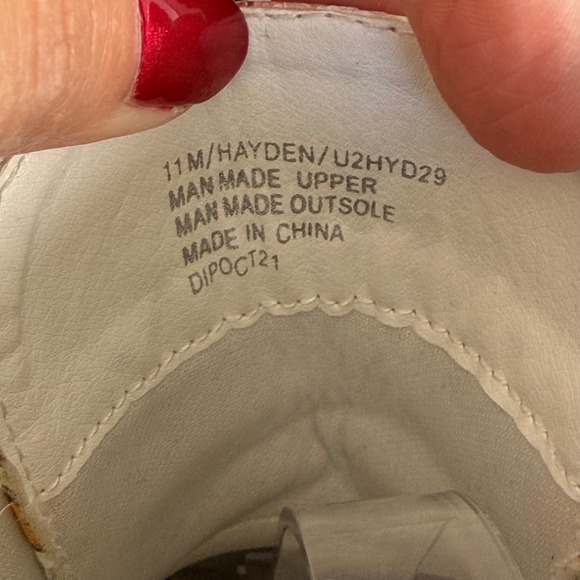 11M/HAYDEN/U2HYD29
MAN MADE UPPER
MAN MADE OUTSOLE
MADE IN CHINA
DIPOCT21